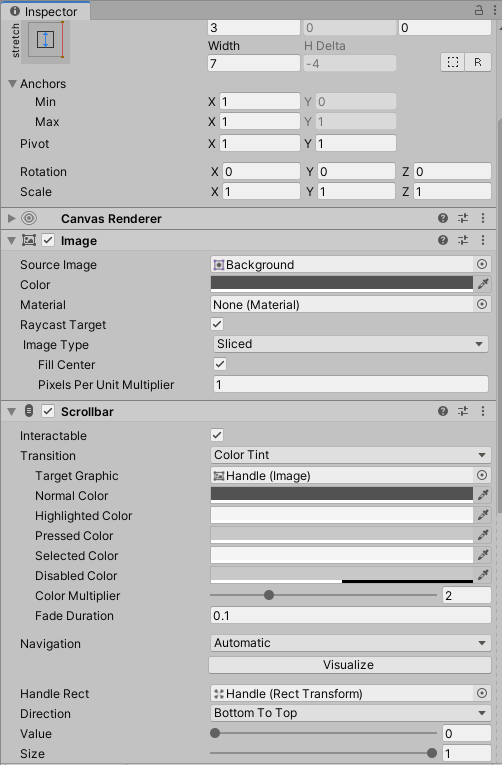 Inspector
stretch
3 0 0
Width H Delta
7 -4 R
Anchors
Min X 1 Y 0
Max X 1 Y 1
Pivot X 1 Y 1
Rotation X 0 Y 0 Z 0
Scale X 1 Y 1 Z 1
Canvas Renderer
Image
Source Image Background
Color
Material None (Material)
Raycast Target
Image Type Sliced
Fill Center
Pixels Per Unit Multiplier 1
Scrollbar
Interactable
Transition Color Tint
Target Graphic Handle (Image)
Normal Color
Highlighted Color
Pressed Color
Selected Color
Disabled Color
Color Multiplier 2
Fade Duration 0.1
Navigation Automatic
Visualize
Handle Rect Handle (Rect Transform)
Direction Bottom To Top
Value 0
Size 1